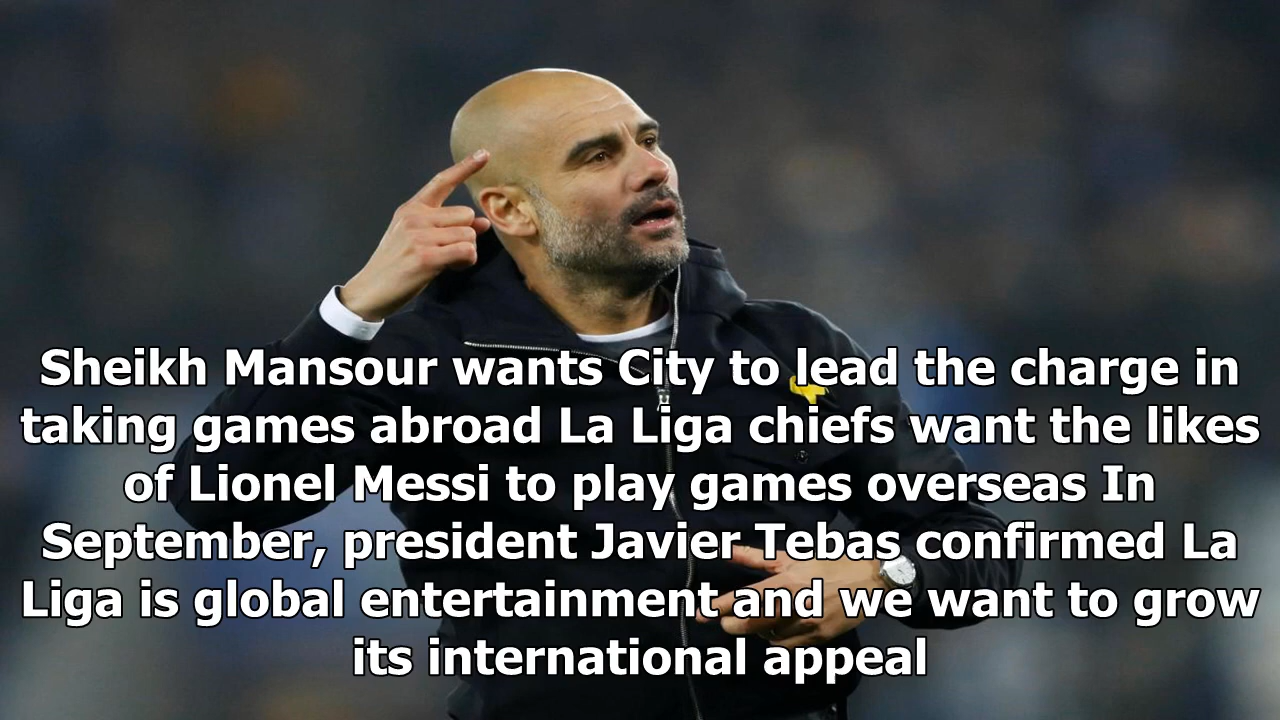 Sheikh Mansour wants City to lead the charge in
taking games abroad La Liga chiefs want the likes
of Lionel Messi to play games overseas In
September, president Javier Tebas confirmed La
Liga is global entertainment and we want to grow
its international appeal